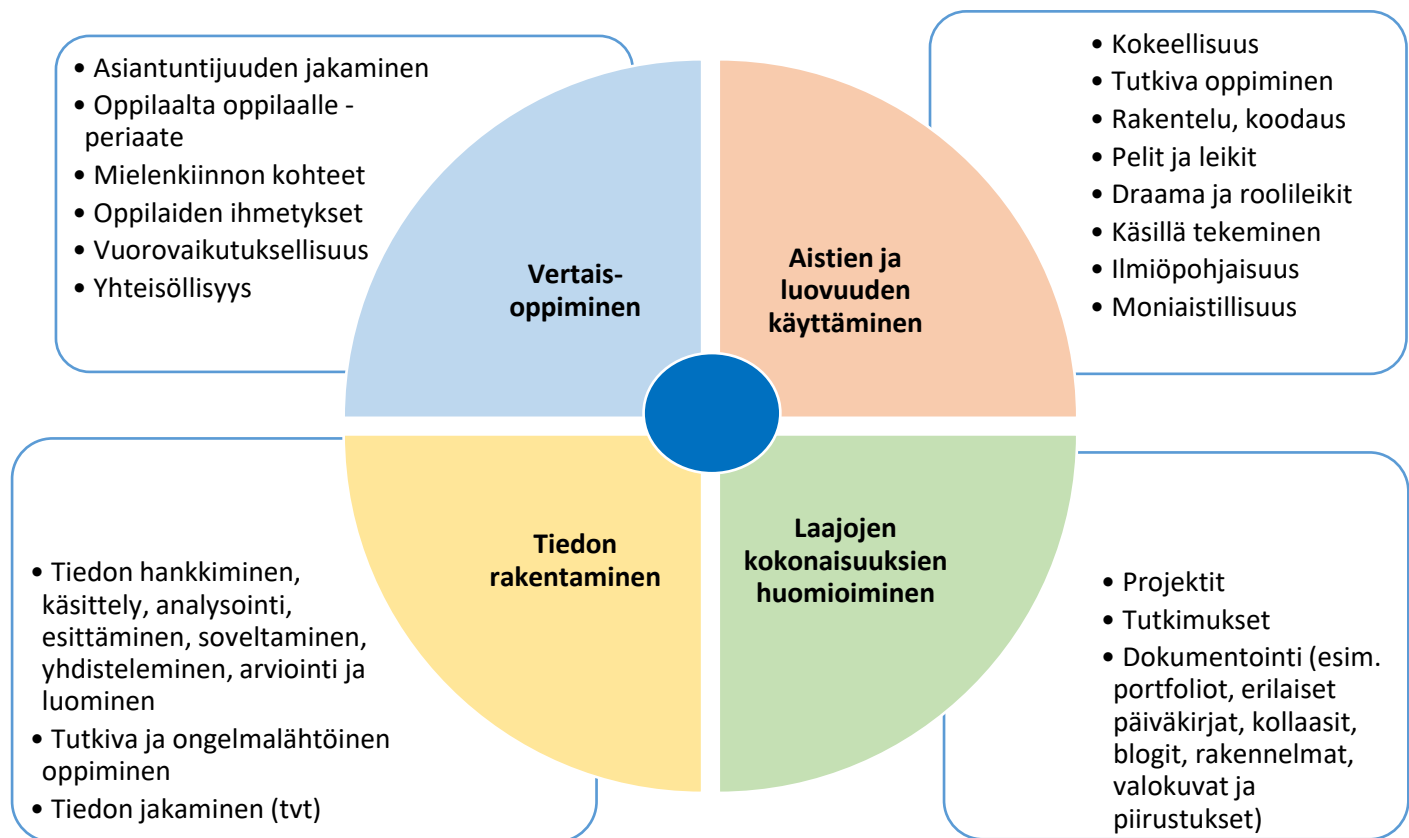 • Asiantuntijuuden jakaminen
• Oppilaalta oppilaalle -
periaate
• Mielenkiinnon kohteet
• Oppilaiden ihmetykset
• Vuorovaikutuksellisuus
• Yhteisöllisyys
Vertais-
oppiminen
Aistien ja
luovuuden
käyttäminen
• Kokeellisuus
• Tutkiva oppiminen
• Rakentelu, koodaus
• Pelit ja leikit
• Draama ja roolileikit
• Käsillä tekeminen
• Ilmiöpohjaisuus
• Moniaistillisuus
• Tiedon hankkiminen,
käsittely, analysointi,
esittäminen, soveltaminen,
yhdisteleminen, arviointi ja
luominen
• Tutkiva ja ongelmalähtöinen
oppiminen
• Tiedon jakaminen (tvt)
Tiedon
rakentaminen
Laajojen
kokonaisuuksien
huomioiminen
• Projektit
• Tutkimukset
• Dokumentointi (esim.
portfoliot, erilaiset
päiväkirjat, kollaasit,
blogit, rakennelmat,
valokuvat ja
piirustukset)